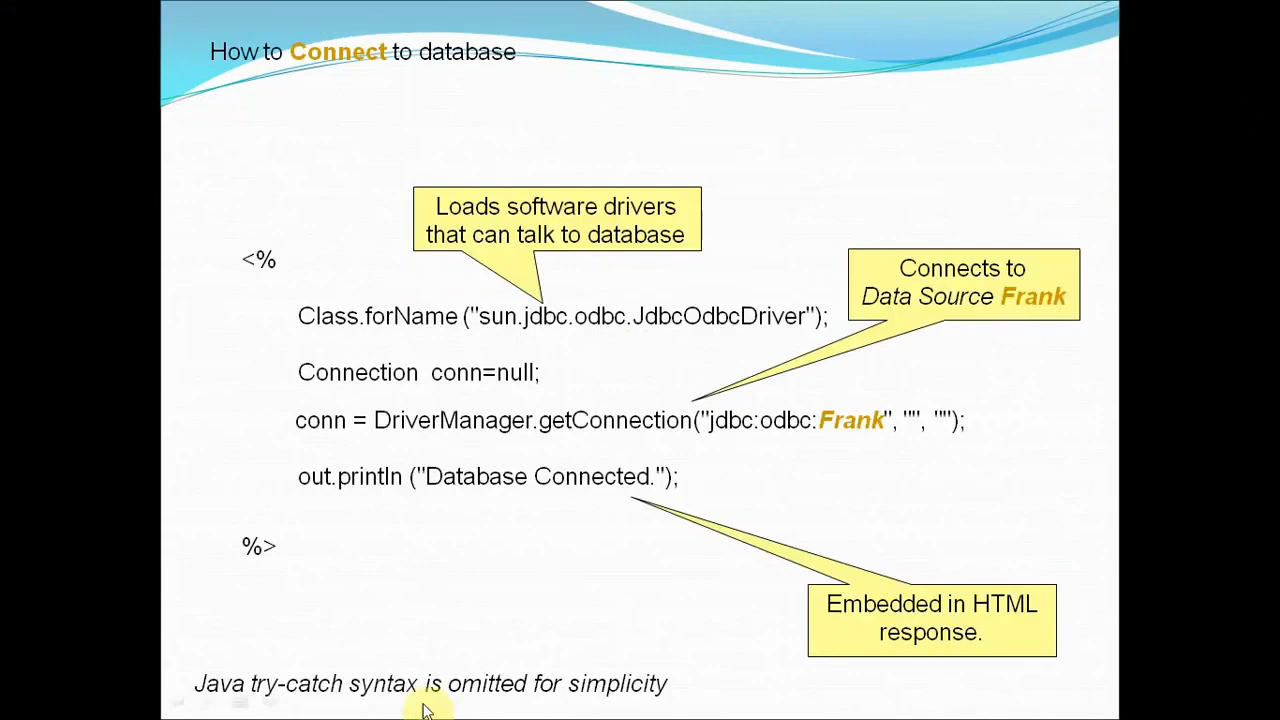 How to Connect to database
Loads software drivers
that can talk to database
<%
Connects to
Data Source Frank
Class.forName ("sun.jdbc.odbc.JdbcOdbcDriver");
Connection  conn=null;
conn = DriverManager.getConnection("jdbc:odbc:Frank", "", "");
out.println ("Database Connected.");
%>
Embedded in HTML
response.
Java try-catch syntax is omitted for simplicity